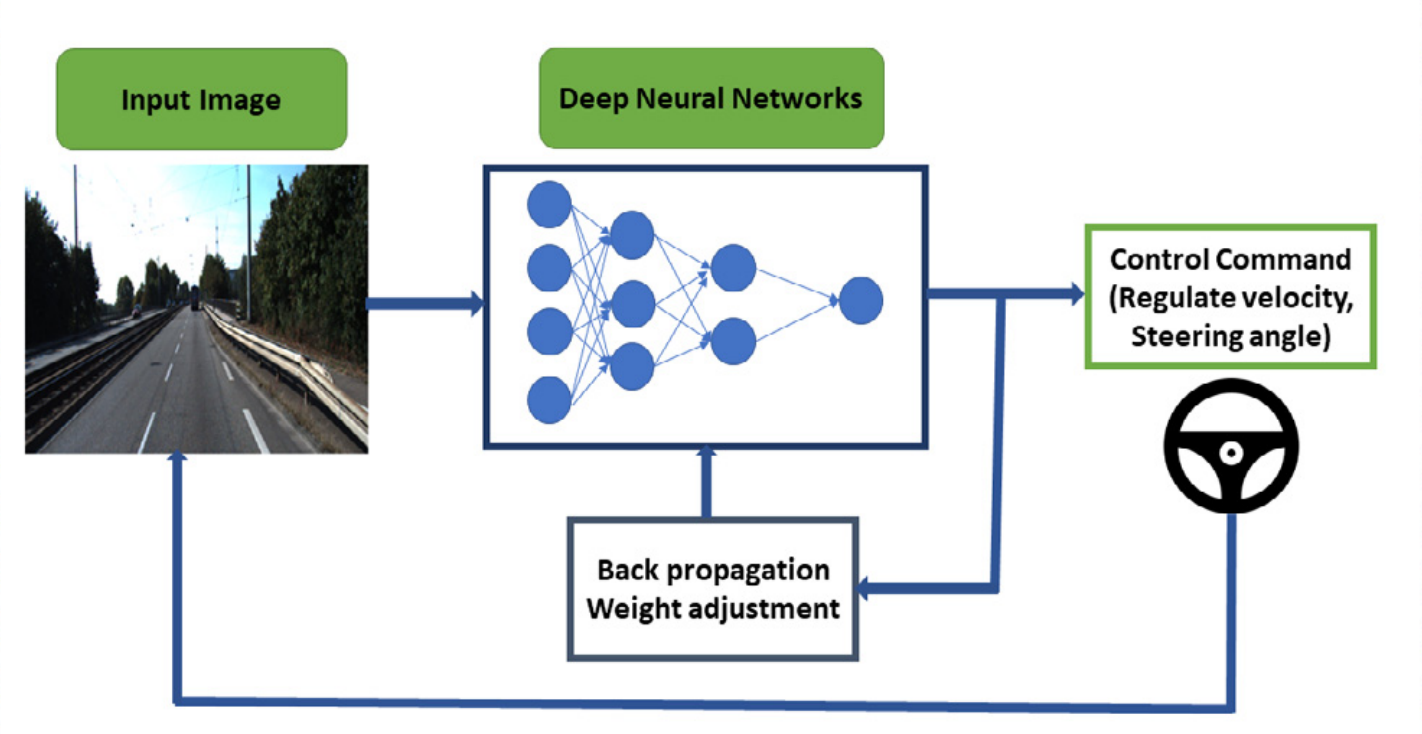 Input Image
Deep Neural Networks
Control Command
(Regulate velocity,
Steering angle)
Back propagation
Weight adjustment